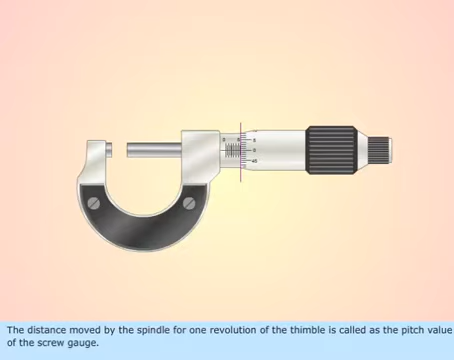 The distance moved by the spindle for one revolution of the thimble is called as the pitch value
of the screw gauge.